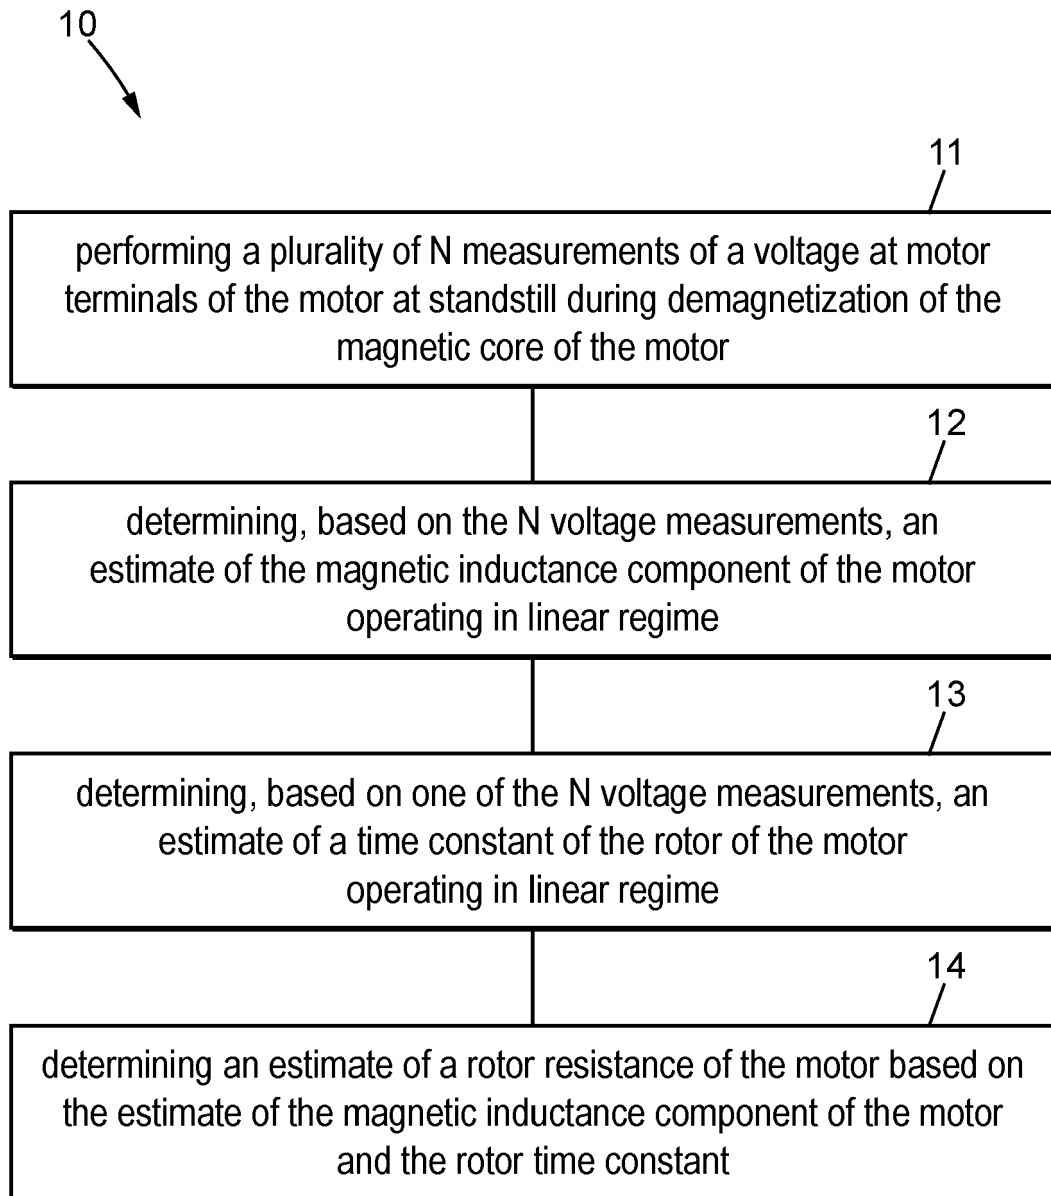 10
11
performing a plurality of N measurements of a voltage at motor
terminals of the motor at standstill during demagnetization of the
magnetic core of the motor
12
determining, based on the N voltage measurements, an
estimate of the magnetic inductance component of the motor
operating in linear regime
13
determining, based on one of the N voltage measurements, an
estimate of a time constant of the rotor of the motor
operating in linear regime
14
determining an estimate of a rotor resistance of the motor based on
the estimate of the magnetic inductance component of the motor
and the rotor time constant